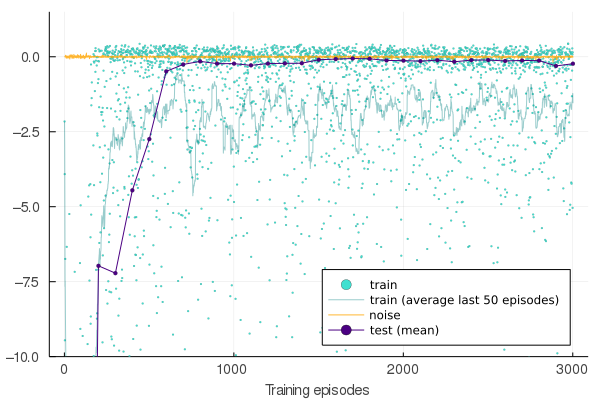 0.0
−2.5
−5.0
−7.5
−10.0
0
1000
2000
3000
Training episodes
train
train (average last 50 episodes)
noise
test (mean)